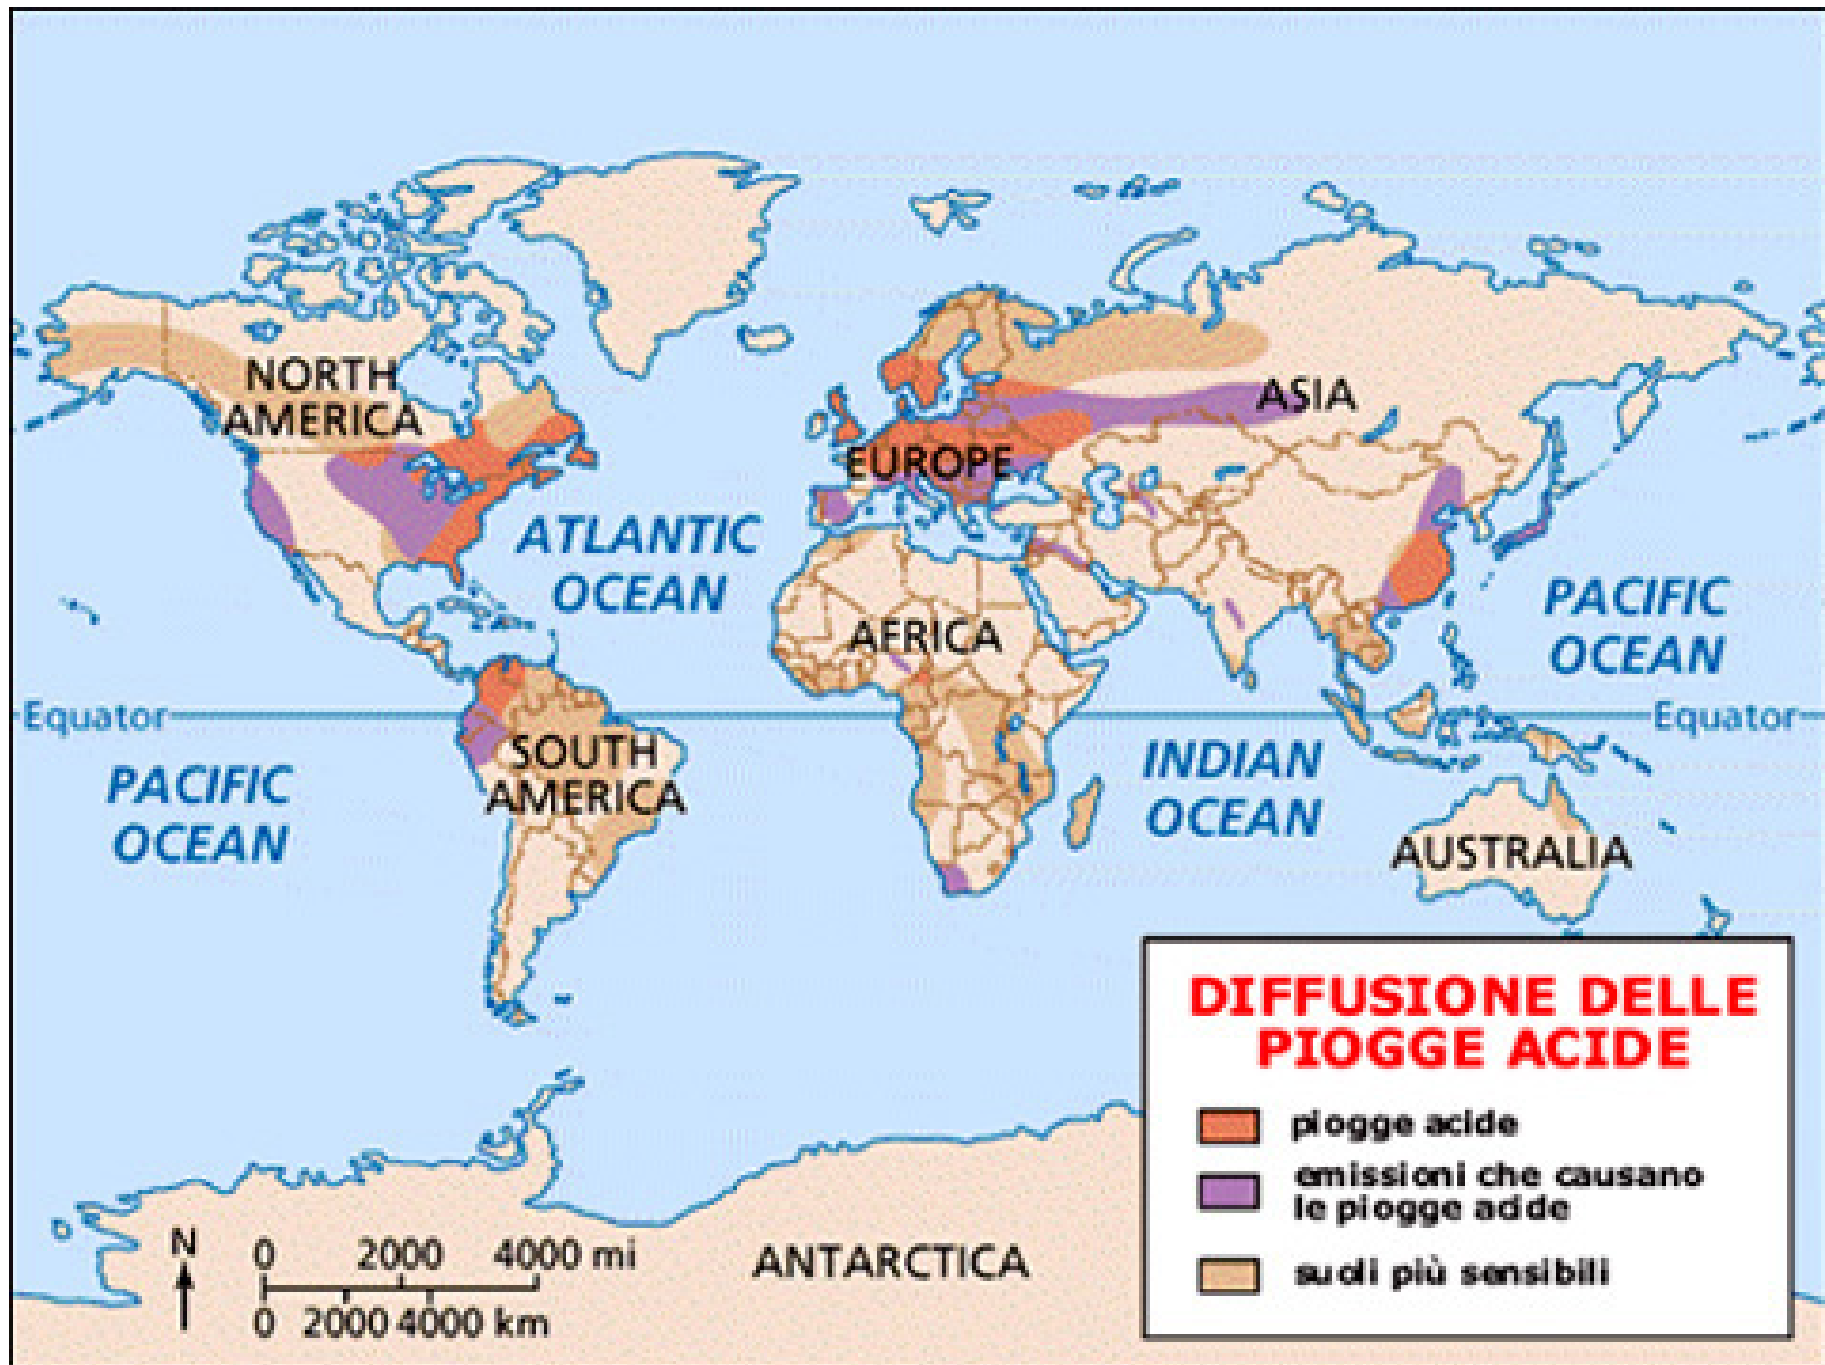 NORTH
AMERICA
ASIA
EUROPE
ATLANTIC
OCEAN
PACIFIC
OCEAN
AFRICA
Equator
Equator
SOUTH
AMERICA
INDIAN
OCEAN
PACIFIC
OCEAN
AUSTRALIA
DIFFUSIONE DELLE
PIOGGE ACIDE
piogge acide
emissioni che causano
le piogge acide
suoli più sensibili
ANTARCTICA
N
0 2000 4000 mi
0 2000 4000 km